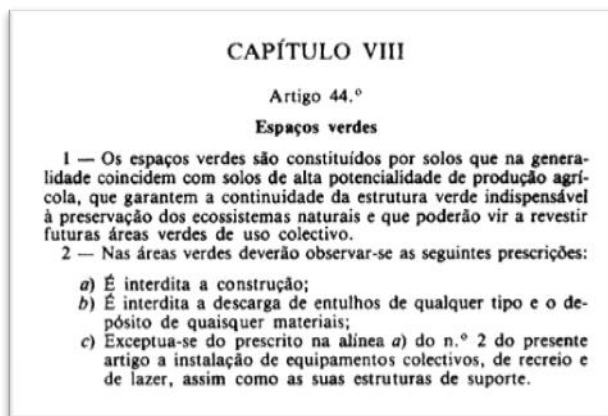 CAPÍTULO VIII
Artigo 44.º
Espaços verdes
1 — Os espaços verdes são constituídos por solos que na genera-
lidade coincidem com solos de alta potencialidade de produção agrí-
cola, que garantem a continuidade da estrutura verde indispensável
à preservação dos ecossistemas naturais e que poderão vir a revestir
futuras áreas verdes de uso colectivo.
2 — Nas áreas verdes deverão observar-se as seguintes prescrições:
a) É interdita a construção;
b) É interdita a descarga de entulhos de qualquer tipo e o de-
pósito de quaisquer materiais;
c) Exceptua-se do prescrito na alínea a) do n.º 2 do presente
artigo a instalação de equipamentos colectivos, de recreio e
de lazer, assim como as suas estruturas de suporte.